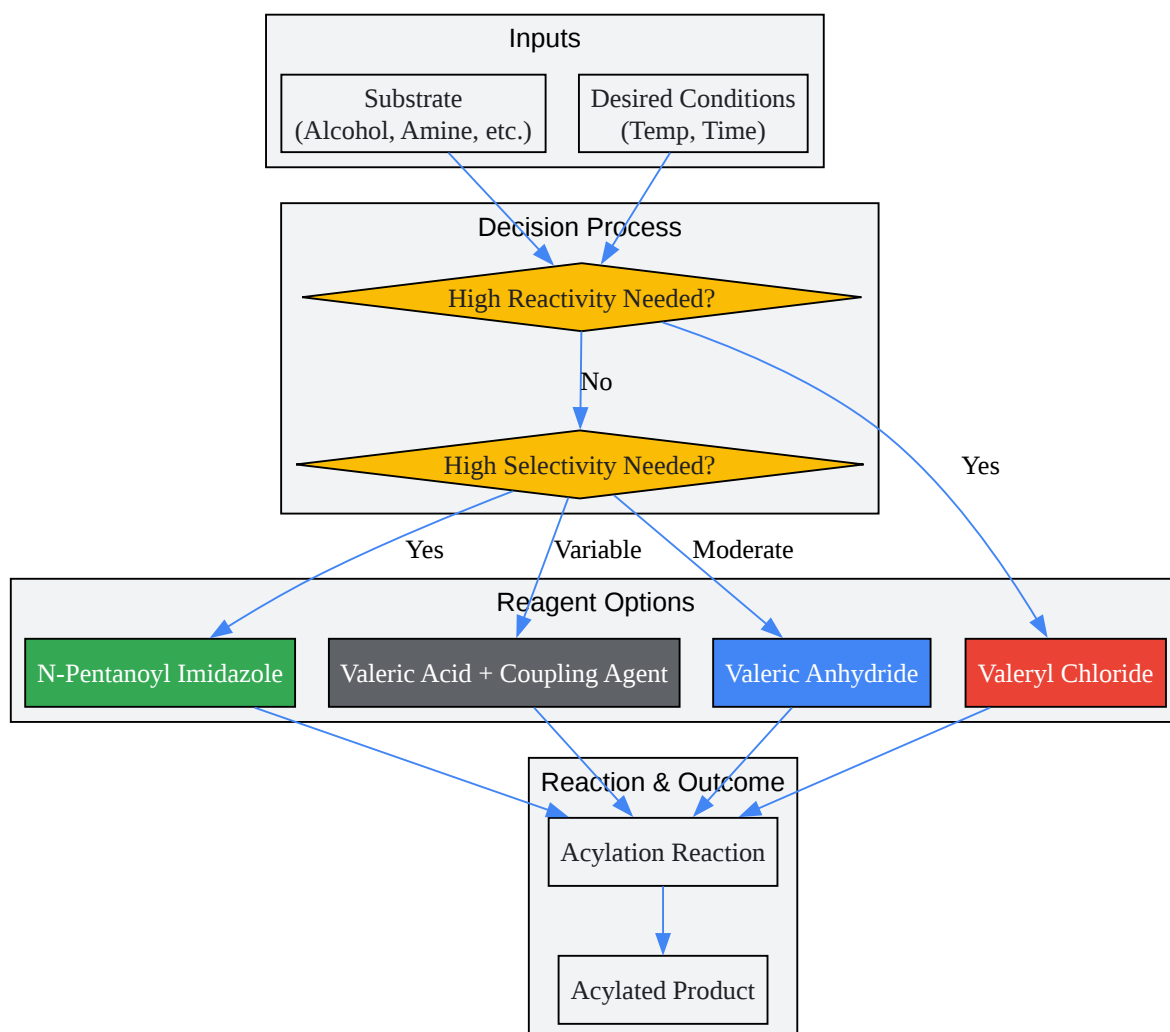 Inputs
Substrate
(Alcohol, Amine, etc.)
Desired Conditions
(Temp, Time)
Decision Process
High Reactivity Needed?
No
High Selectivity Needed?
Yes
Yes
Variable
Moderate
Reagent Options
N-Pentanoyl Imidazole
Valeric Acid + Coupling Agent
Valeric Anhydride
Valeryl Chloride
Reaction & Outcome
Acylation Reaction
Acylated Product